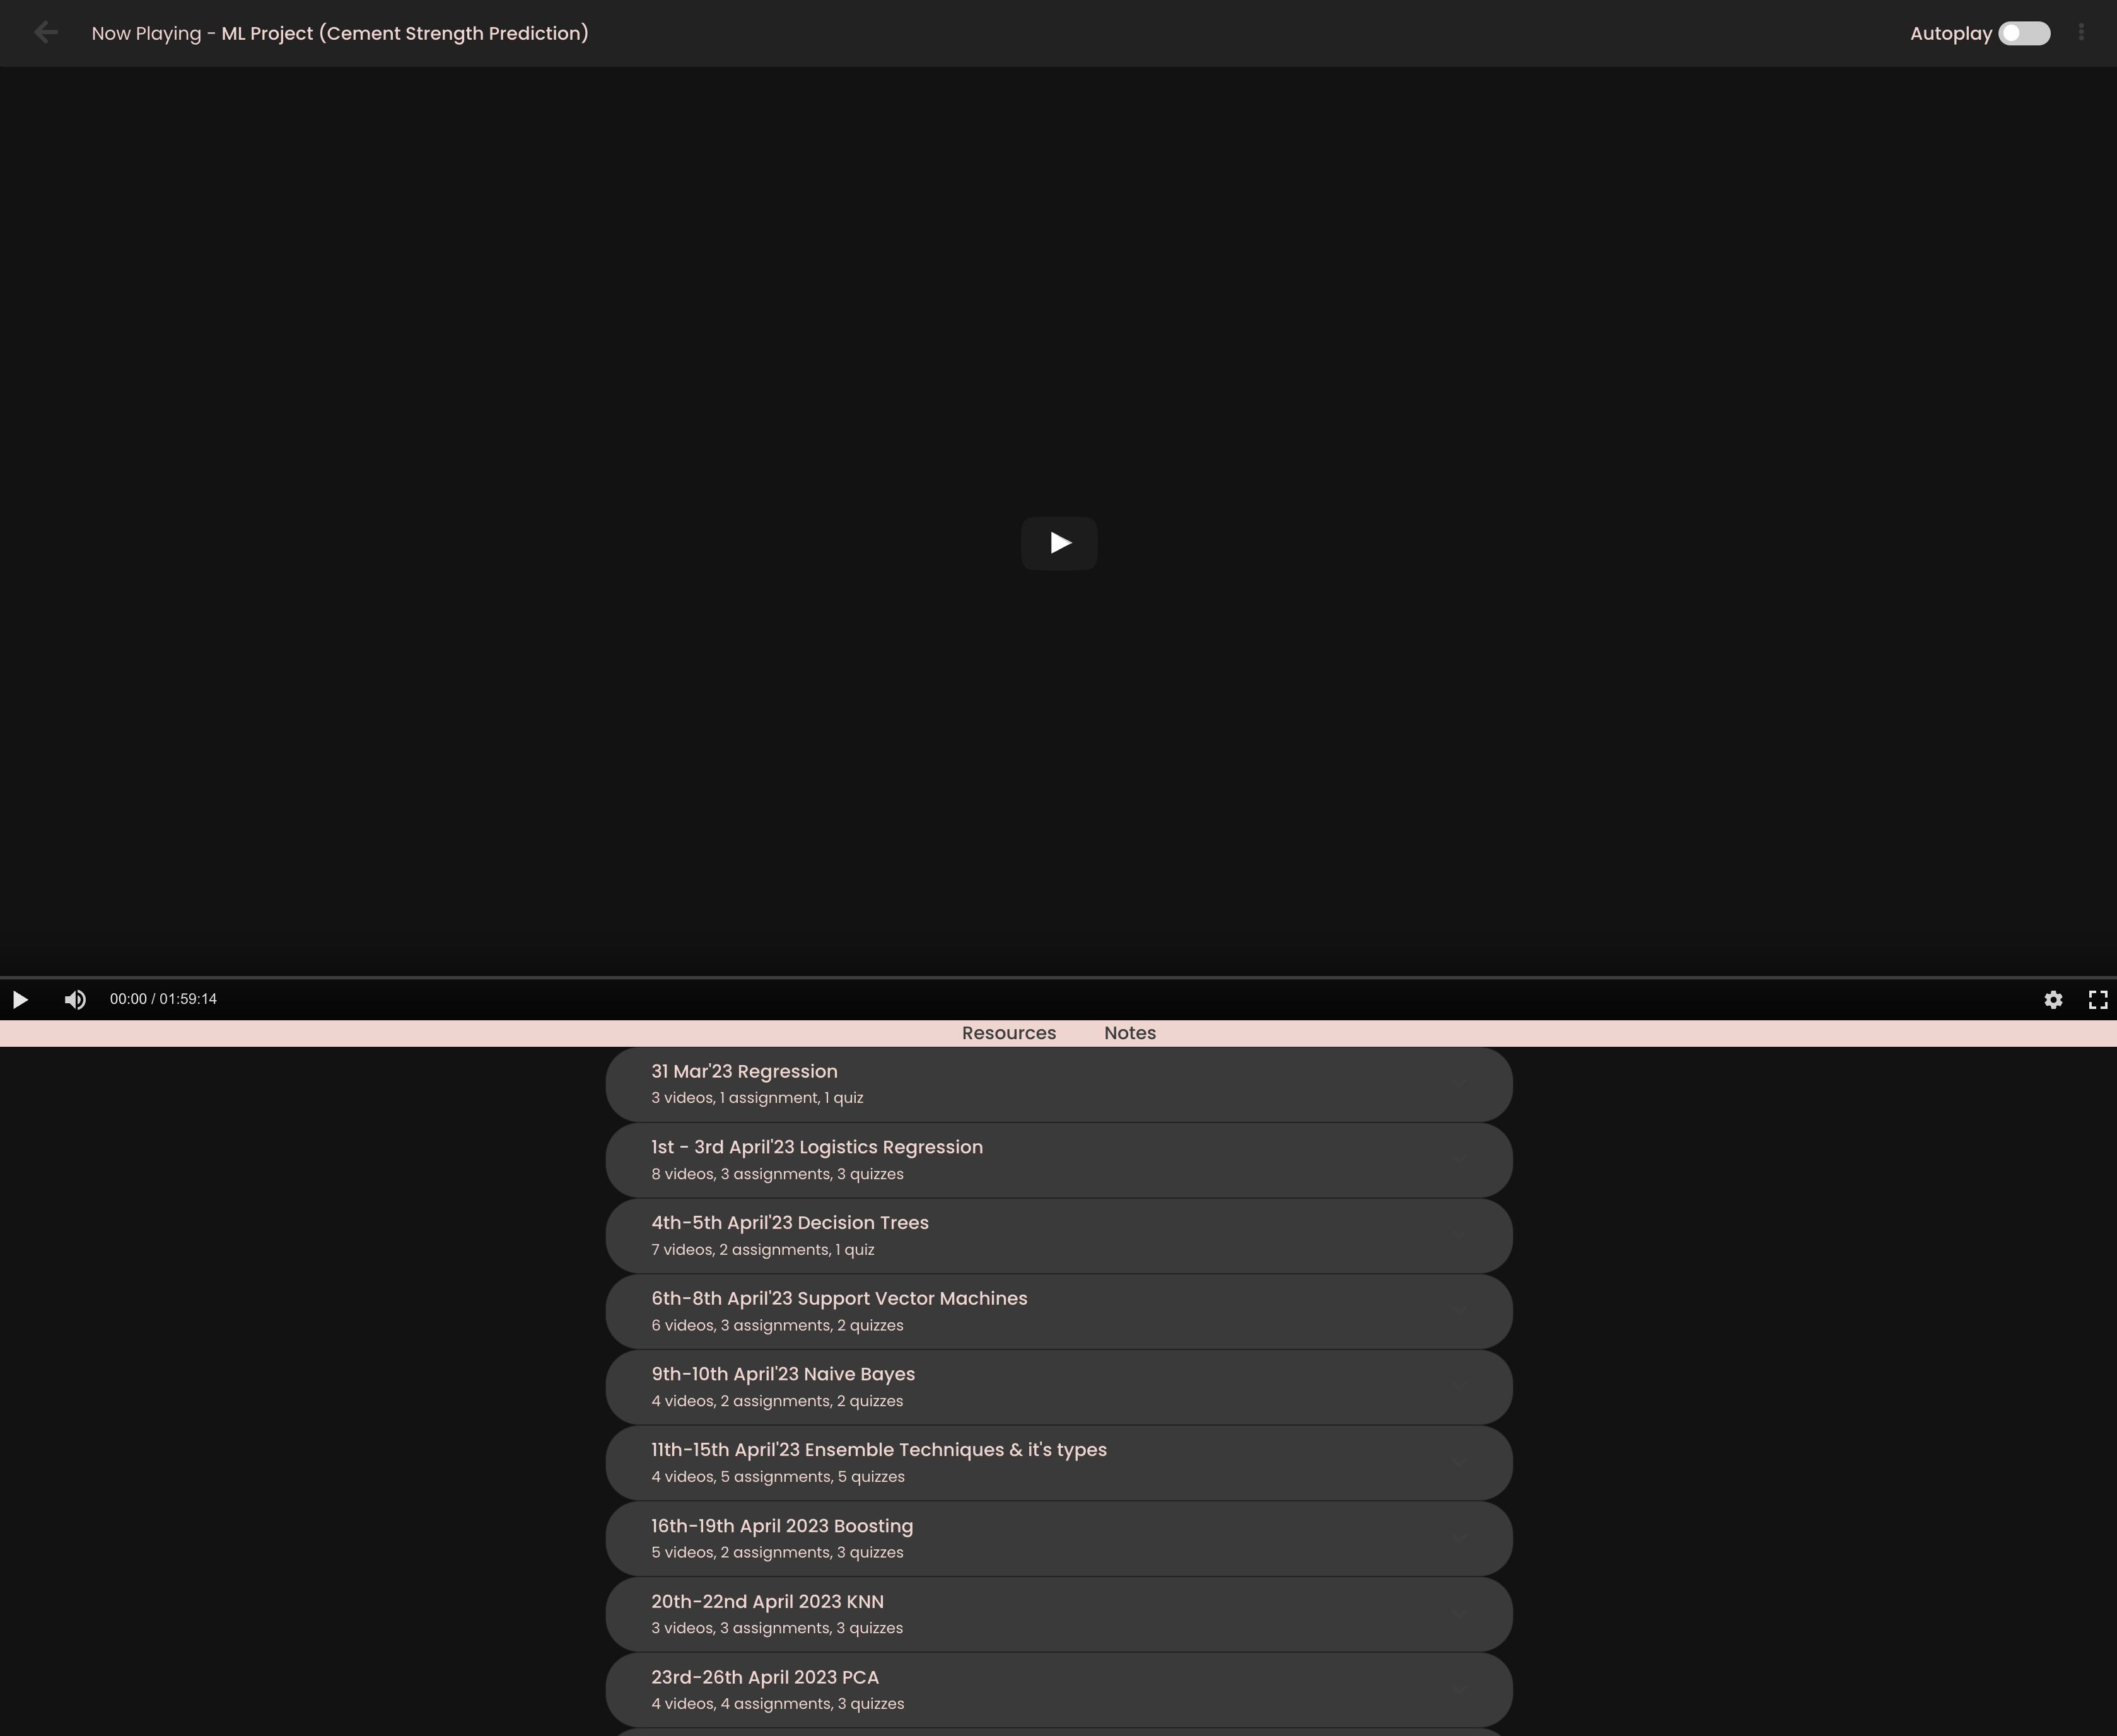 Now Playing - ML Project (Cement Strength Prediction)
Autoplay
00:00 / 01:59:14
Resources
Notes
31 Mar'23 Regression
3 videos, 1 assignment, 1 quiz
1st - 3rd April'23 Logistics Regression
8 videos, 3 assignments, 3 quizzes
4th-5th April'23 Decision Trees
7 videos, 2 assignments, 1 quiz
6th-8th April'23 Support Vector Machines
6 videos, 3 assignments, 2 quizzes
9th-10th April'23 Naive Bayes
4 videos, 2 assignments, 2 quizzes
11th-15th April'23 Ensemble Techniques & it's types
4 videos, 5 assignments, 5 quizzes
16th-19th April 2023 Boosting
5 videos, 2 assignments, 3 quizzes
20th-22nd April 2023 KNN
3 videos, 3 assignments, 3 quizzes
23rd-26th April 2023 PCA
4 videos, 4 assignments, 3 quizzes